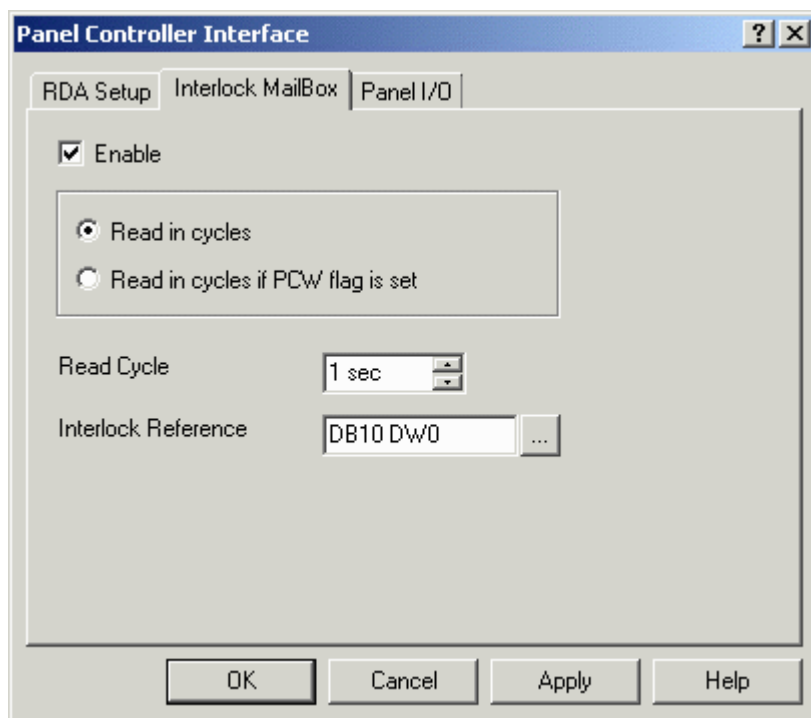 Panel Controller Interface
RDA Setup Interlock MailBox Panel I/O
Enable
Read in cycles
Read in cycles if PCW flag is set
Read Cycle 1 sec
Interlock Reference DB10 DW0 ...
OK Cancel Apply Help